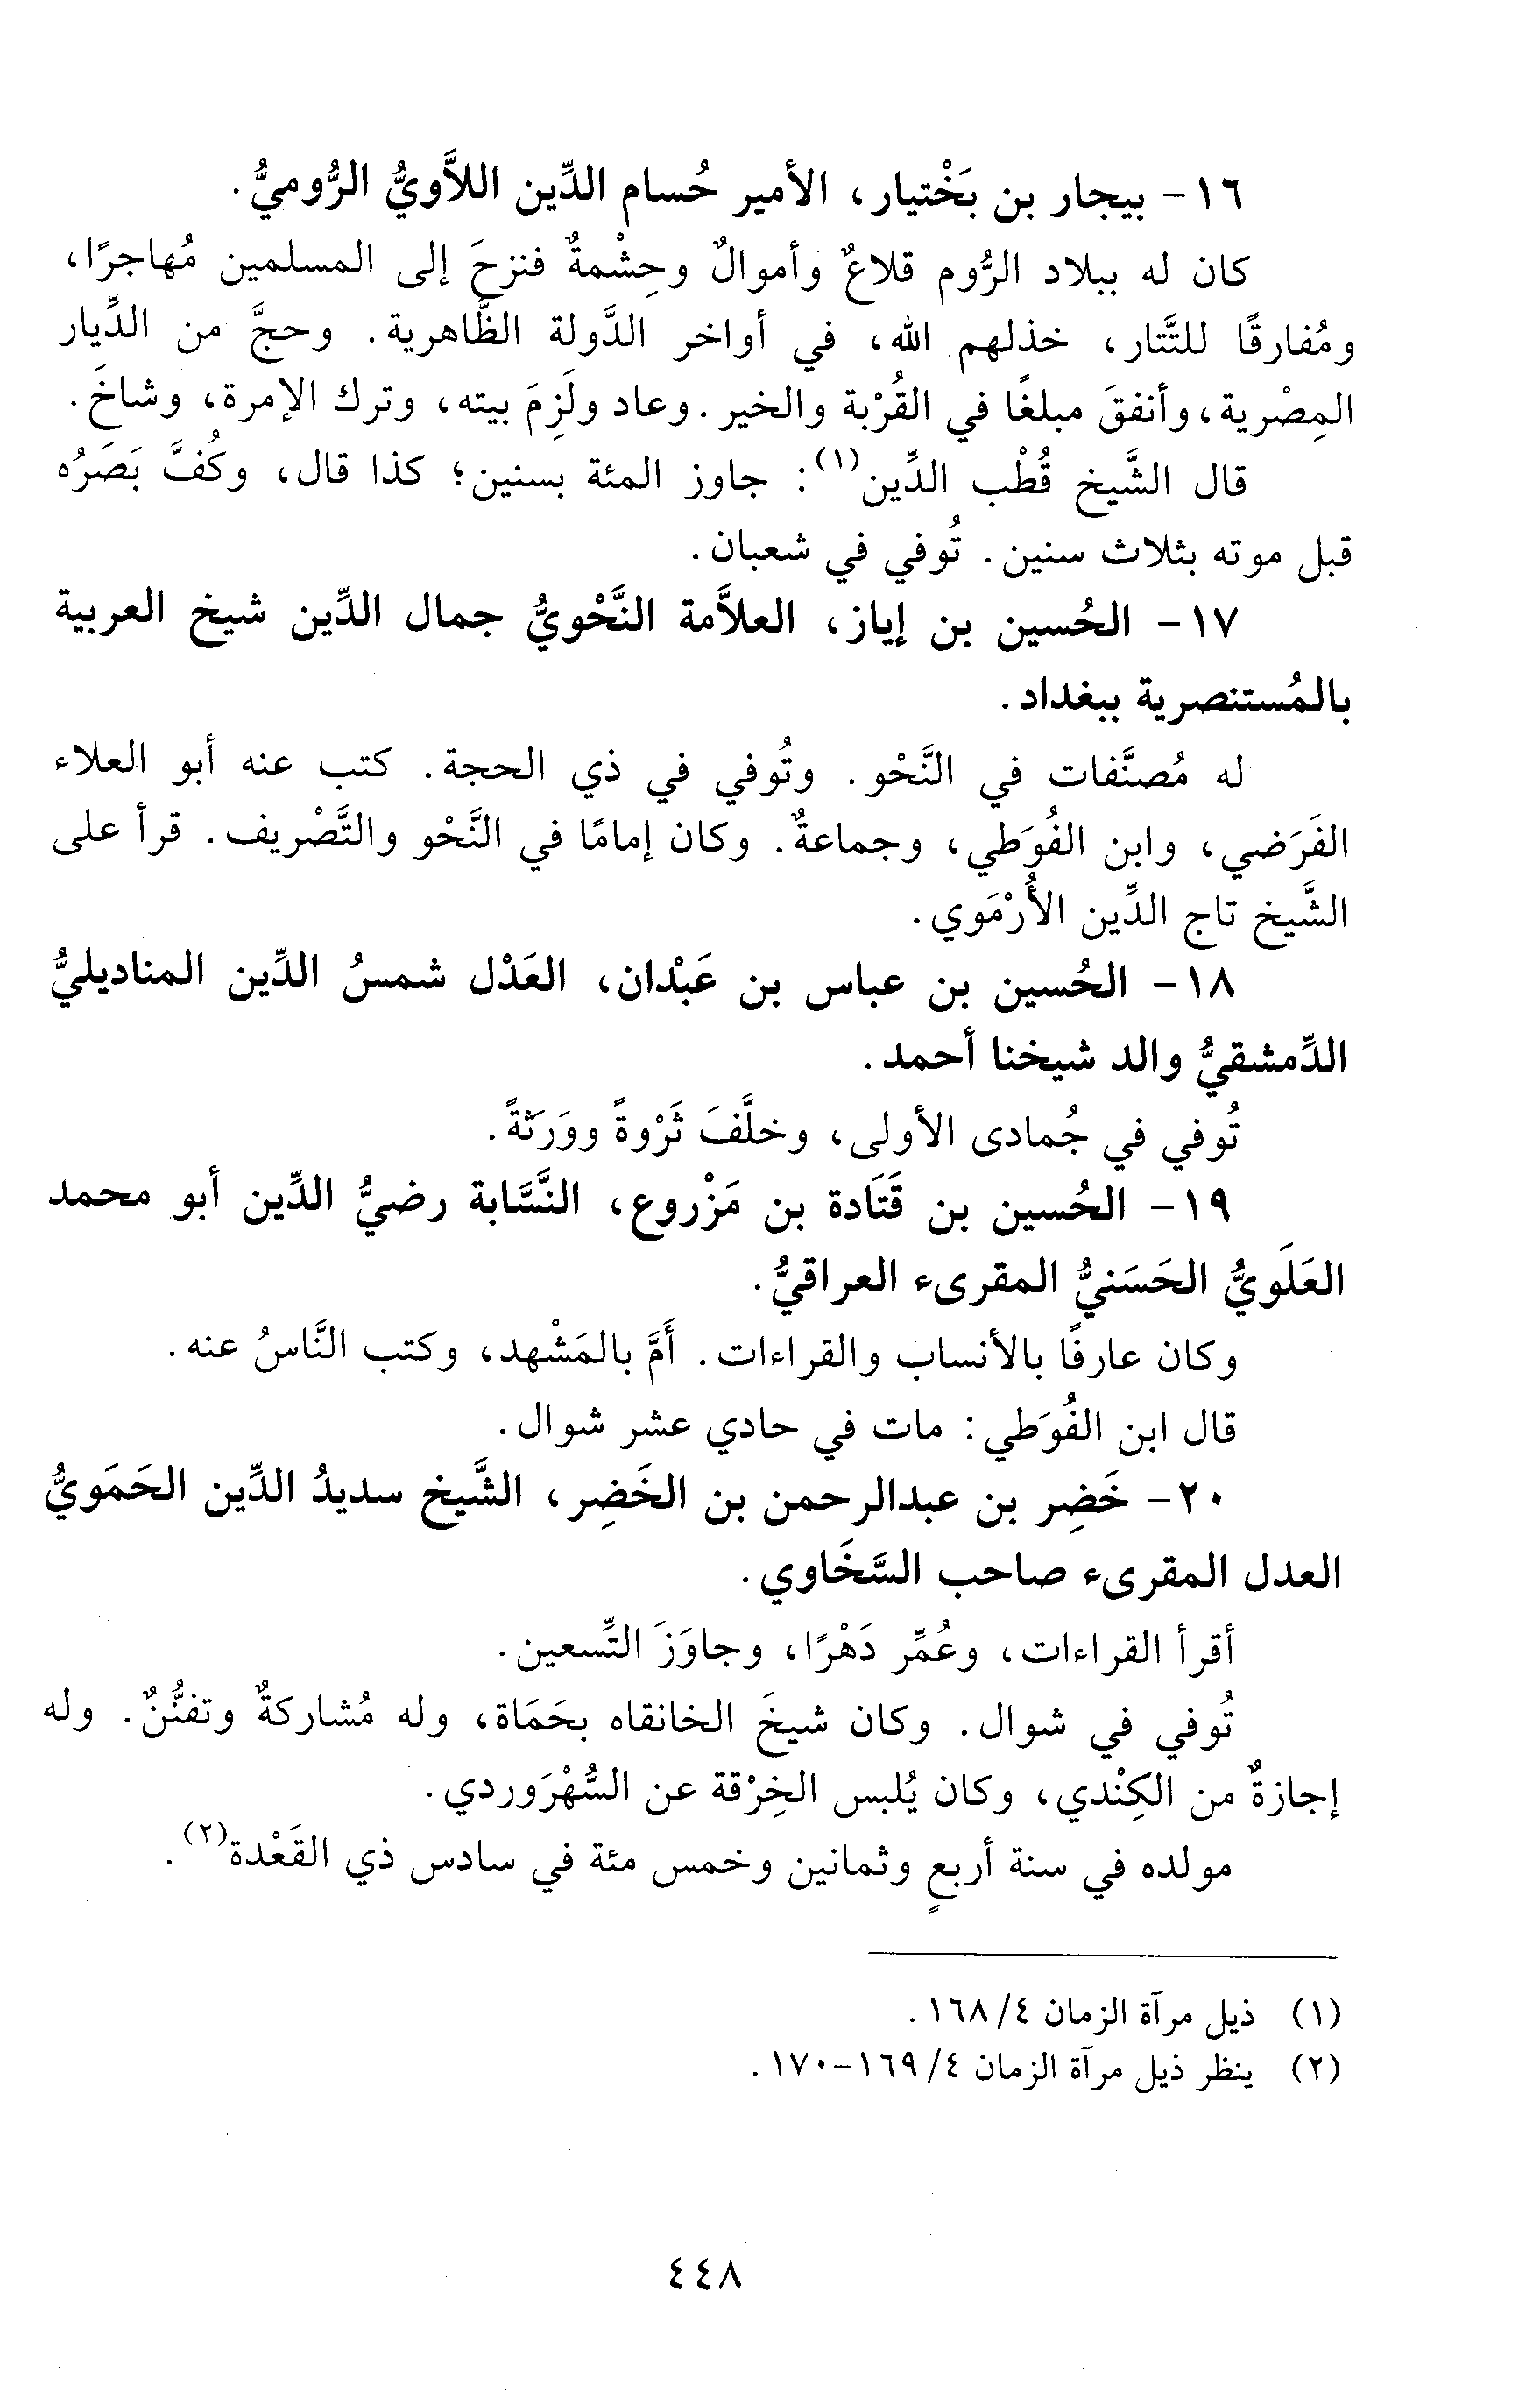 ١٦- بيجار بن بَخْتيار، الأمير حُسام الدِّين اللاَّويُّ الرُّوميُّ.
كان له ببلاد الرُّوم قلاعٌ وأموالٌ وحِشْمةٌ فنزحَ إلى المسلمين مُهاجرًا،
ومُفارقًا للتَّتار، خذلهم الله، في أواخر الدَّولة الظَّاهرية. وحجَّ من الدِّيار
المِصْرية، وأنفقَ مبلغًا في القُرْبة والخير. وعاد ولَزِمَ بيته، وترك الإمرة، وشاخَ.
قال الشَّيخ قُطْب الدِّين(١): جاوز المئة بسنين؛ كذا قال، وكُفَّ بَصَرُه
قبل موته بثلاث سنين. تُوفي في شعبان.
١٧- الحُسين بن إياز، العلاَّمة النَّحْويُّ جمال الدِّين شيخ العربية
بالمُستنصرية ببغداد.
له مُصنَّفات في النَّحْو. وتُوفي في ذي الحجة. كتب عنه أبو العلاء
الفَرَضي، وابن الفُوَطي، وجماعةٌ. وكان إمامًا في النَّحْو والتَّصْريف. قرأ على
الشَّيخ تاج الدِّين الأُرْمَوي.
١٨- الحُسين بن عباس بن عَبْدان، العَدْل شمسُ الدِّين المناديليُّ
الدِّمشقيُّ والد شيخنا أحمد.
تُوفي في جُمادى الأولى، وخلَّفَ ثَرْوةً ووَرَثةً.
١٩- الحُسين بن قَتَادة بن مَزْروع، النَّسَّابة رضيُّ الدِّين أبو محمد
العَلَويُّ الحَسَنيُّ المقرىء العراقيُّ.
وكان عارفًا بالأنساب والقراءات. أَمَّ بالمَشْهد، وكتب النَّاسُ عنه.
قال ابن الفُوَطي: مات في حادي عشر شوال.
٢٠- خَضِر بن عبدالرحمن بن الخَضِر، الشَّيخ سديدُ الدِّين الحَمَويُّ
العدل المقرىء صاحب السَّخَاوي.
أقرأ القراءات، وعُمِّر دَهْرًا، وجاوَزَ التِّسعين.
تُوفي في شوال. وكان شيخَ الخانقاه بحَمَاة، وله مُشاركةٌ وتفنُّنٌ. وله
إجازةٌ من الكِنْدي، وكان يُلبس الخِرْقة عن السُّهْرَوردي.
مولده في سنة أربعٍ وثمانين وخمس مئة في سادس ذي القَعْدة(٢).
(١) ذيل مرآة الزمان ٤/ ١٦٨.
(٢) ينظر ذيل مرآة الزمان ٤/ ١٦٩-١٧٠.
٤٤٨